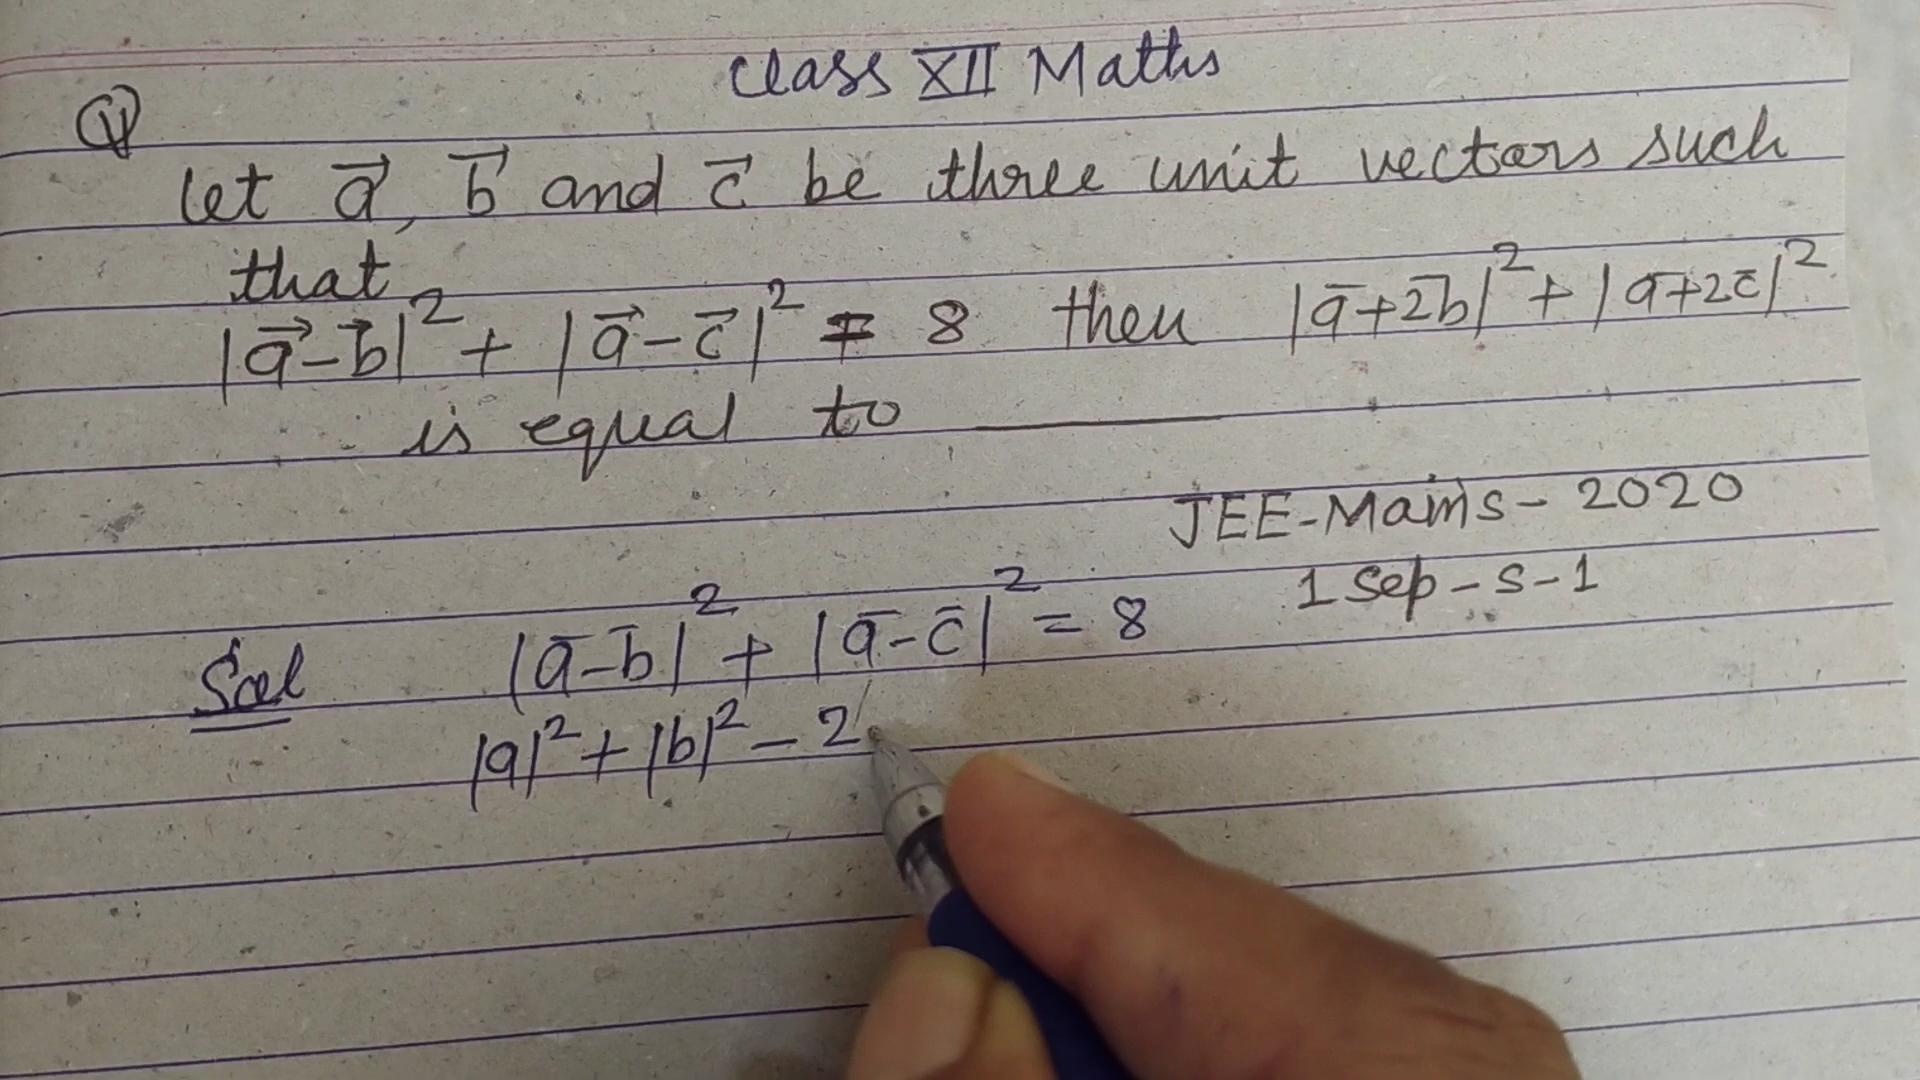 Class XII Maths
Q
Let a⃗, b⃗ and c⃗ be three unit vectors such
that
|a⃗-b⃗|² + |a⃗-c⃗|² = 8 then |a̅+2b̅|² + |a̅+2c̅|²
is equal to ______
JEE-Mains-2020
1 Sep-S-1
Sol |a̅-b̅|² + |a̅-c̅|² = 8
|a|² + |b|² - 2